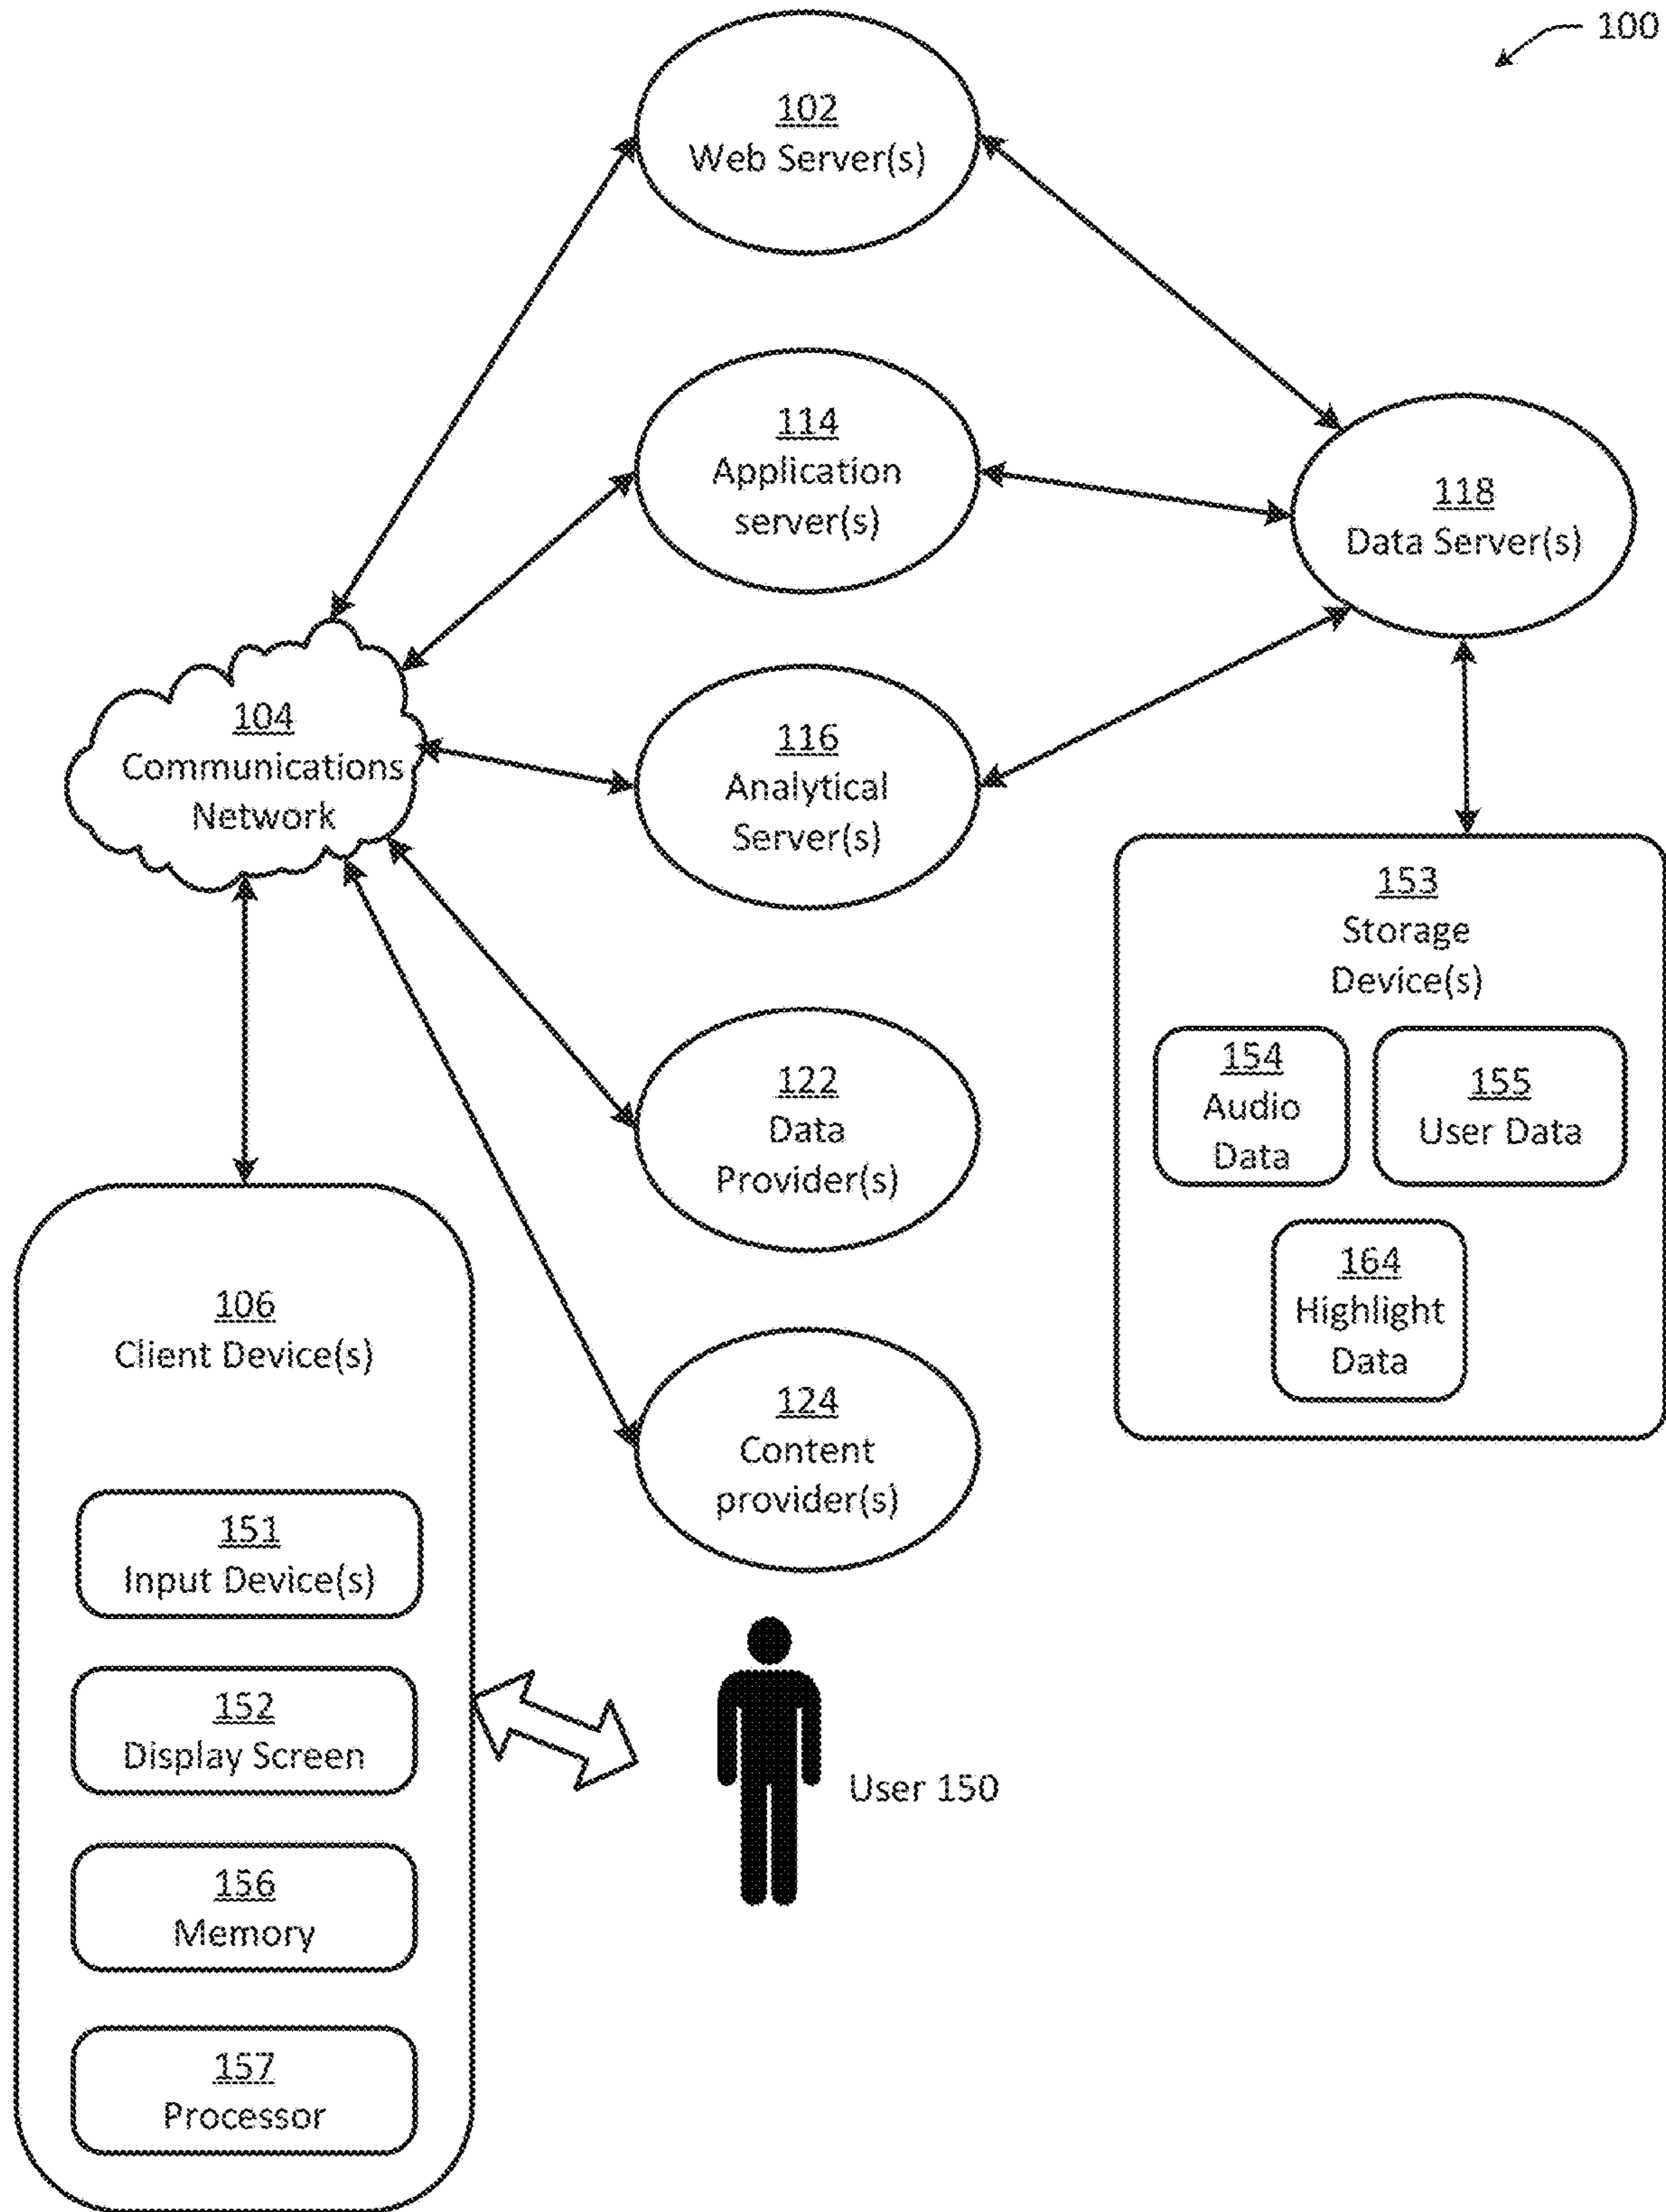 100
102
Web Server(s)
114
Application
server(s)
118
Data Server(s)
104
Communications
Network
116
Analytical
Server(s)
153
Storage
Device(s)
154
Audio
Data
155
User Data
164
Highlight
Data
122
Data
Provider(s)
106
Client Device(s)
124
Content
provider(s)
151
Input Device(s)
152
Display Screen
User 150
156
Memory
157
Processor